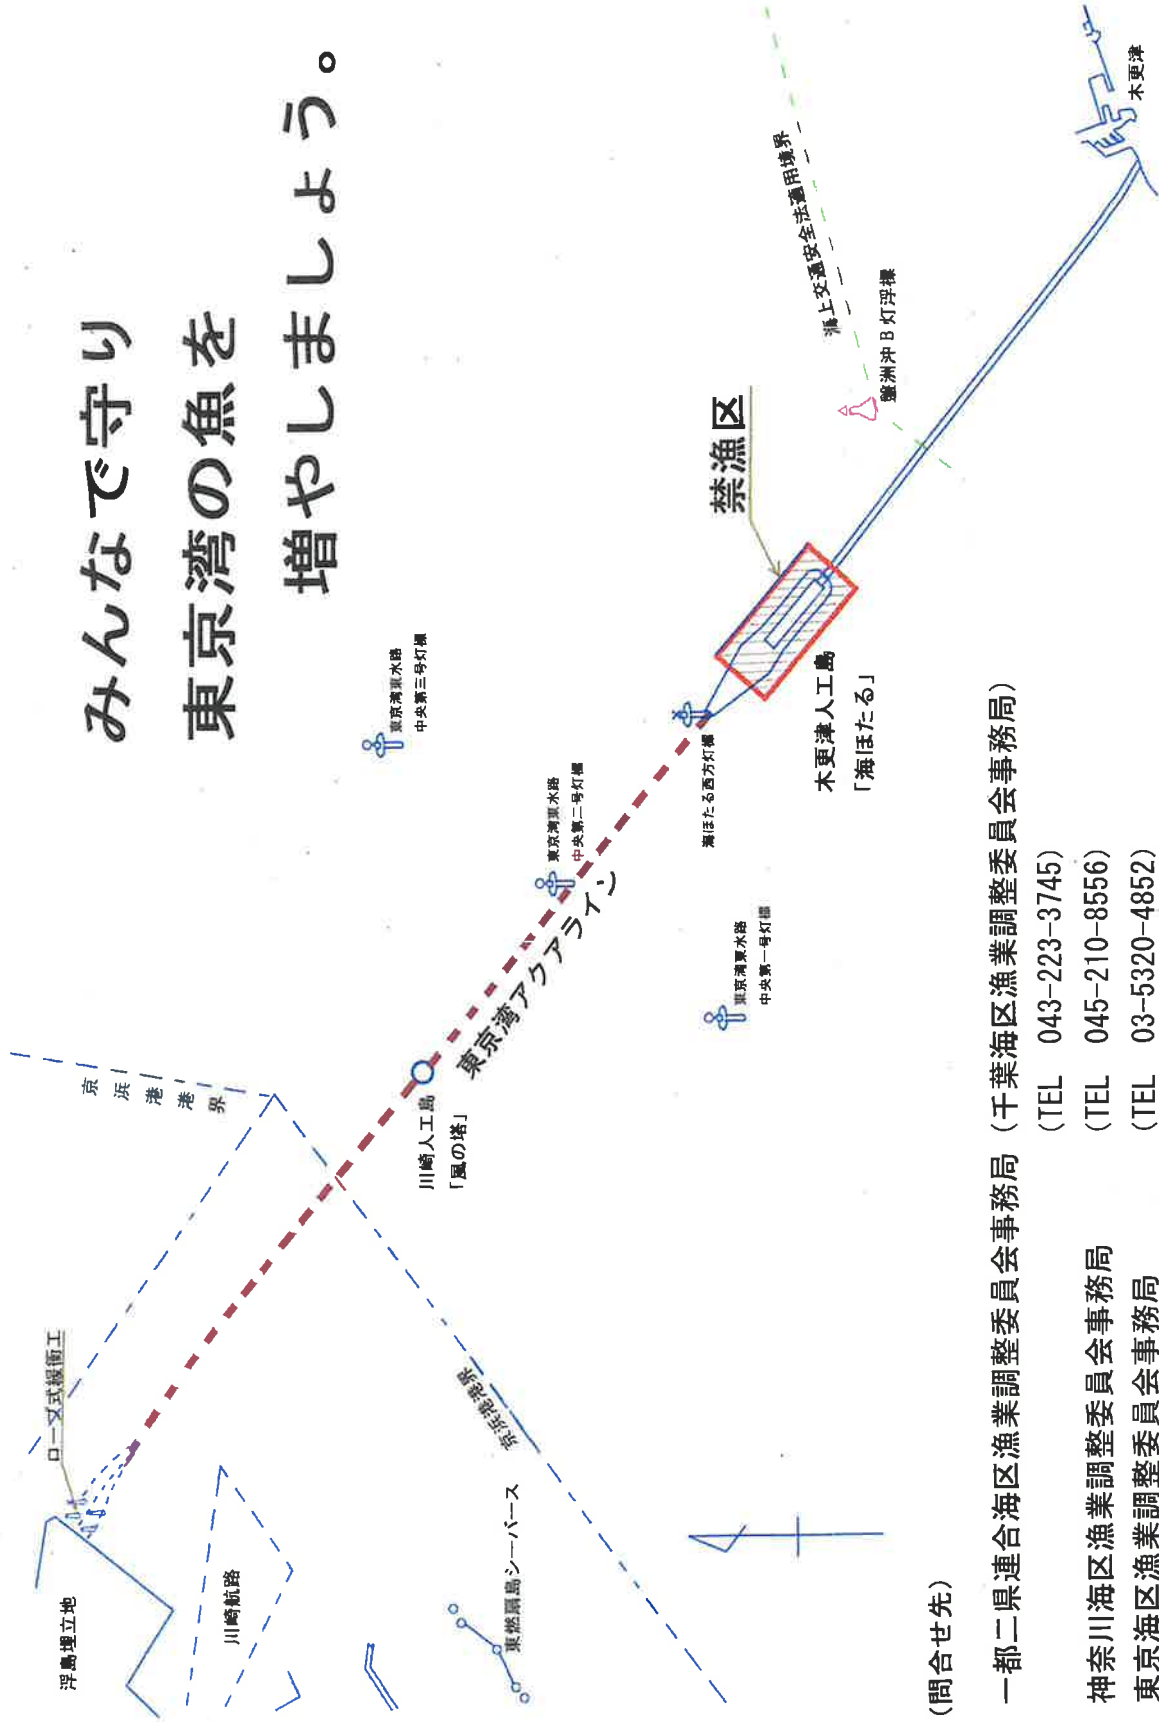 みんなで守り
東京湾の魚を
増やしましょう。
ロープ式緩衝工
浮島埋立地
川崎航路
京浜港港界
京浜港港界
東燃扇島シーバース
川崎人工島
「風の塔」
東京湾アクアライン
東京湾東水路
中央第三号灯標
東京湾東水路
中央第二号灯標
東京湾東水路
中央第一号灯標
海ほたる西方灯標
木更津人工島
「海ほたる」
禁漁区
海上交通安全法適用境界
盤洲沖B灯浮標
木更津
(問合せ先)
一都二県連合海区漁業調整委員会事務局 (千葉海区漁業調整委員会事務局)
(TEL 043-223-3745)
神奈川海区漁業調整委員会事務局 (TEL 045-210-8556)
東京海区漁業調整委員会事務局 (TEL 03-5320-4852)